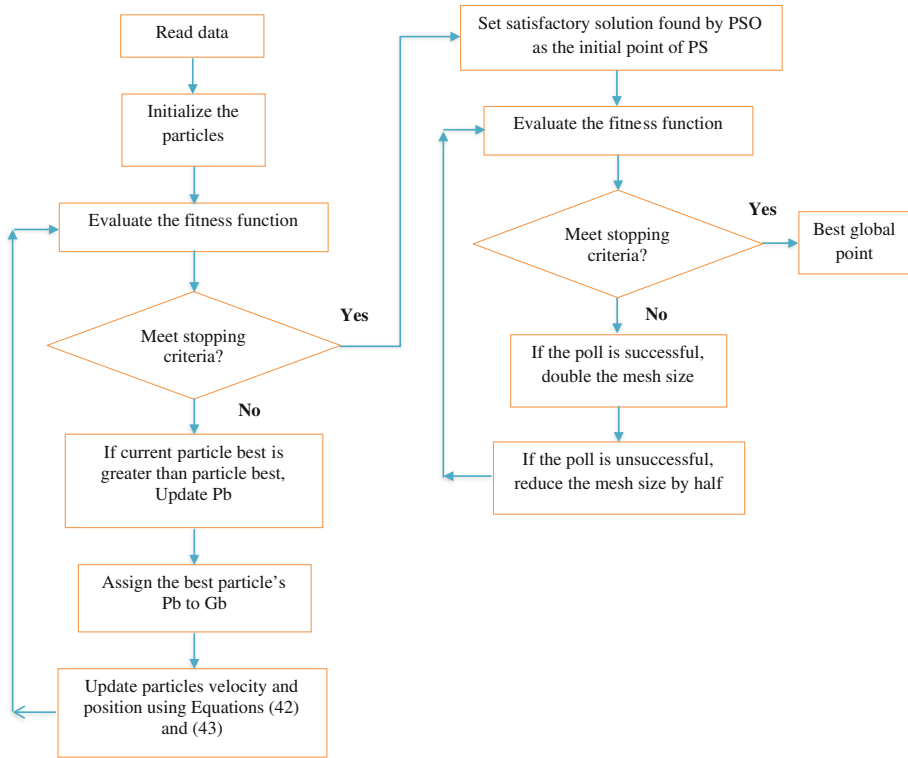 Read data
Initialize the
particles
Evaluate the fitness function
Meet stopping
criteria?
Yes
No
If current particle best is
greater than particle best,
Update Pb
Assign the best particle's
Pb to Gb
Update particles velocity and
position using Equations (42)
and (43)
Set satisfactory solution found by PSO
as the initial point of PS
Evaluate the fitness function
Meet stopping
criteria?
Yes
Best global
point
No
If the poll is successful,
double the mesh size
If the poll is unsuccessful,
reduce the mesh size by half